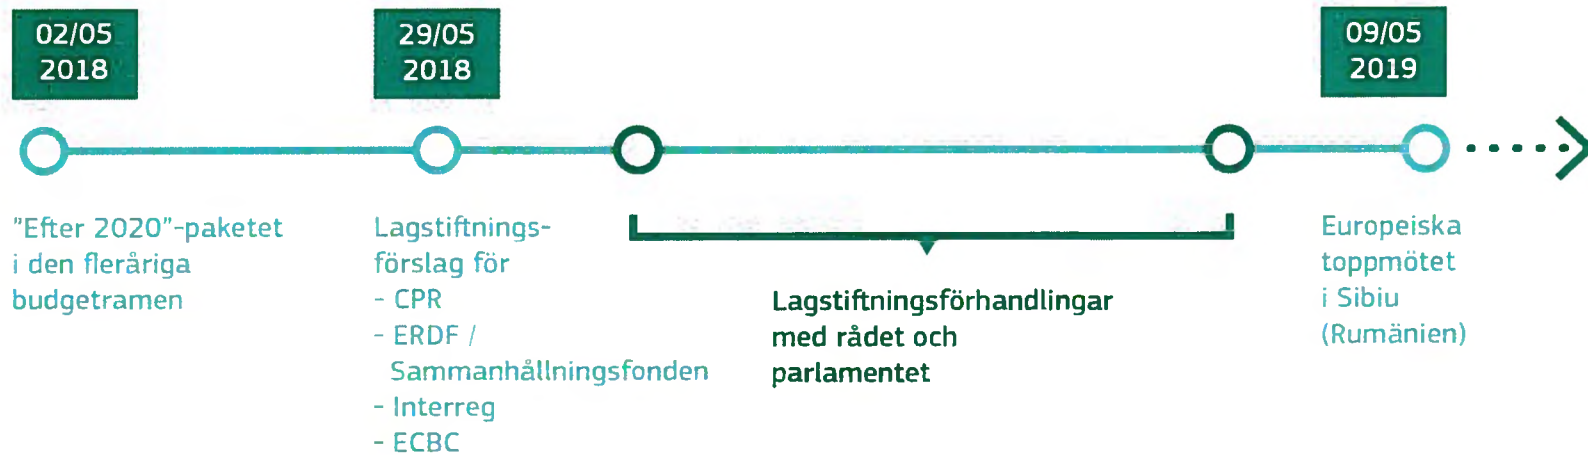 02/05
2018
29/05
2018
09/05
2019
"Efter 2020"-paketet
i den fleråriga
budgetramen
Lagstiftnings-
förslag för
- CPR
- ERDF /
Sammanhållningsfonden
- Interreg
- ECBC
Lagstiftningsförhandlingar
med rådet och
parlamentet
Europeiska
toppmötet
i Sibiu
(Rumänien)